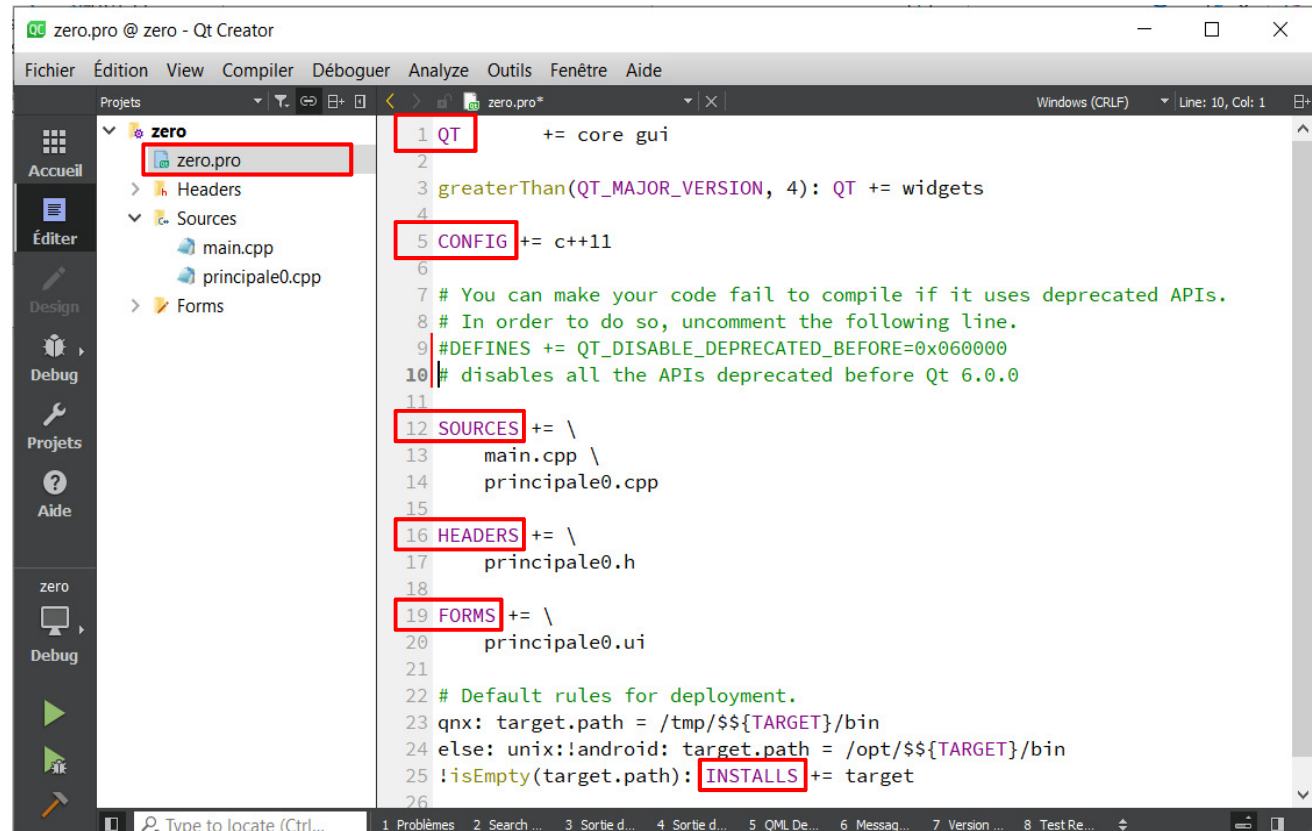 zero.pro @ zero - Qt Creator
Fichier Édition View Compiler Déboguer Analyze Outils Fenêtre Aide
Projets zero.pro* Windows (CRLF) Line: 10, Col: 1
Accueil
Éditer
Design
Debug
Projets
Aide
zero
Debug
zero
zero.pro
Headers
Sources
main.cpp
principale0.cpp
Forms
1 QT += core gui
2
3 greaterThan(QT_MAJOR_VERSION, 4): QT += widgets
4
5 CONFIG += c++11
6
7 # You can make your code fail to compile if it uses deprecated APIs.
8 # In order to do so, uncomment the following line.
9 #DEFINES += QT_DISABLE_DEPRECATED_BEFORE=0x060000
10 # disables all the APIs deprecated before Qt 6.0.0
11
12 SOURCES += \
13 main.cpp \
14 principale0.cpp
15
16 HEADERS += \
17 principale0.h
18
19 FORMS += \
20 principale0.ui
21
22 # Default rules for deployment.
23 qnx: target.path = /tmp/$${TARGET}/bin
24 else: unix:!android: target.path = /opt/$${TARGET}/bin
25 !isEmpty(target.path): INSTALLS += target
26
Type to locate (Ctrl... 1 Problèmes 2 Search ... 3 Sortie d... 4 Sortie d... 5 QML De... 6 Messag... 7 Version ... 8 Test Re...